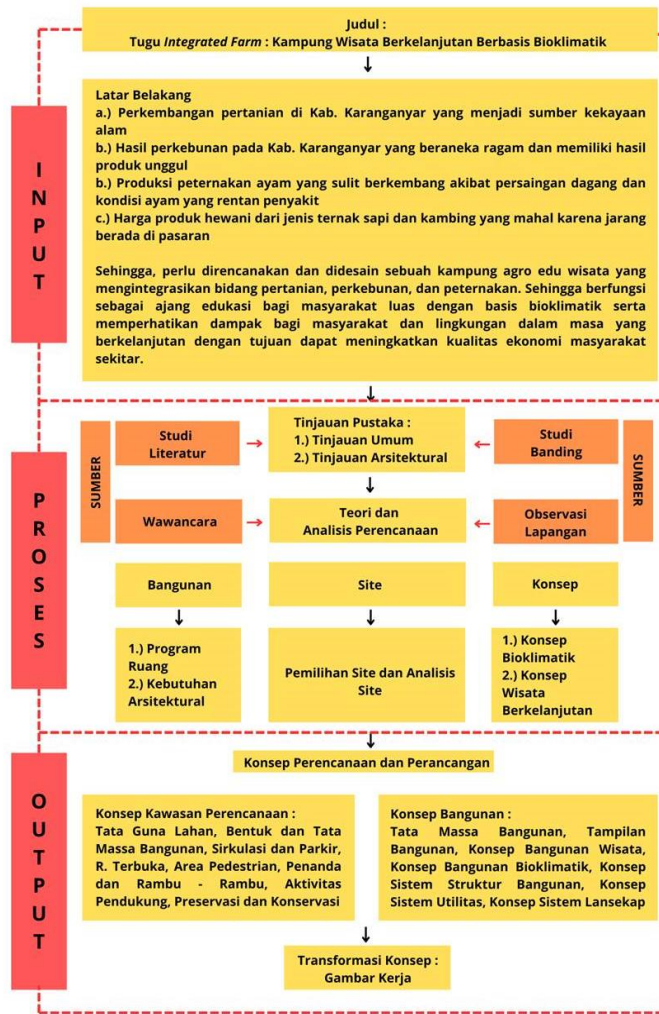 Judul :
Tugu Integrated Farm : Kampung Wisata Berkelanjutan Berbasis Bioklimatik
INPUT
Latar Belakang
a.) Perkembangan pertanian di Kab. Karanganyar yang menjadi sumber kekayaan
alam
b.) Hasil perkebunan pada Kab. Karanganyar yang beraneka ragam dan memiliki hasil
produk unggul
b.) Produksi peternakan ayam yang sulit berkembang akibat persaingan dagang dan
kondisi ayam yang rentan penyakit
c.) Harga produk hewani dari jenis ternak sapi dan kambing yang mahal karena jarang
berada di pasaran
Sehingga, perlu direncanakan dan didesain sebuah kampung agro edu wisata yang
mengintegrasikan bidang pertanian, perkebunan, dan peternakan. Sehingga berfungsi
sebagai ajang edukasi bagi masyarakat luas dengan basis bioklimatik serta
memperhatikan dampak bagi masyarakat dan lingkungan dalam masa yang
berkelanjutan dengan tujuan dapat meningkatkan kualitas ekonomi masyarakat
sekitar.
PROSES
SUMBER
Studi
Literatur
Tinjauan Pustaka :
1.) Tinjauan Umum
2.) Tinjauan Arsitektural
Studi
Banding
SUMBER
Wawancara
Teori dan
Analisis Perencanaan
Observasi
Lapangan
Bangunan
Site
Konsep
1.) Program
Ruang
2.) Kebutuhan
Arsitektural
Pemilihan Site dan Analisis
Site
1.) Konsep
Bioklimatik
2.) Konsep
Wisata
Berkelanjutan
OUTPUT
Konsep Perencanaan dan Perancangan
Konsep Kawasan Perencanaan :
Tata Guna Lahan, Bentuk dan Tata
Massa Bangunan, Sirkulasi dan Parkir,
R. Terbuka, Area Pedestrian, Penanda
dan Rambu - Rambu, Aktivitas
Pendukung, Preservasi dan Konservasi
Konsep Bangunan :
Tata Massa Bangunan, Tampilan
Bangunan, Konsep Bangunan Wisata,
Konsep Bangunan Bioklimatik, Konsep
Sistem Struktur Bangunan, Konsep
Sistem Utilitas, Konsep Sistem Lansekap
Transformasi Konsep :
Gambar Kerja